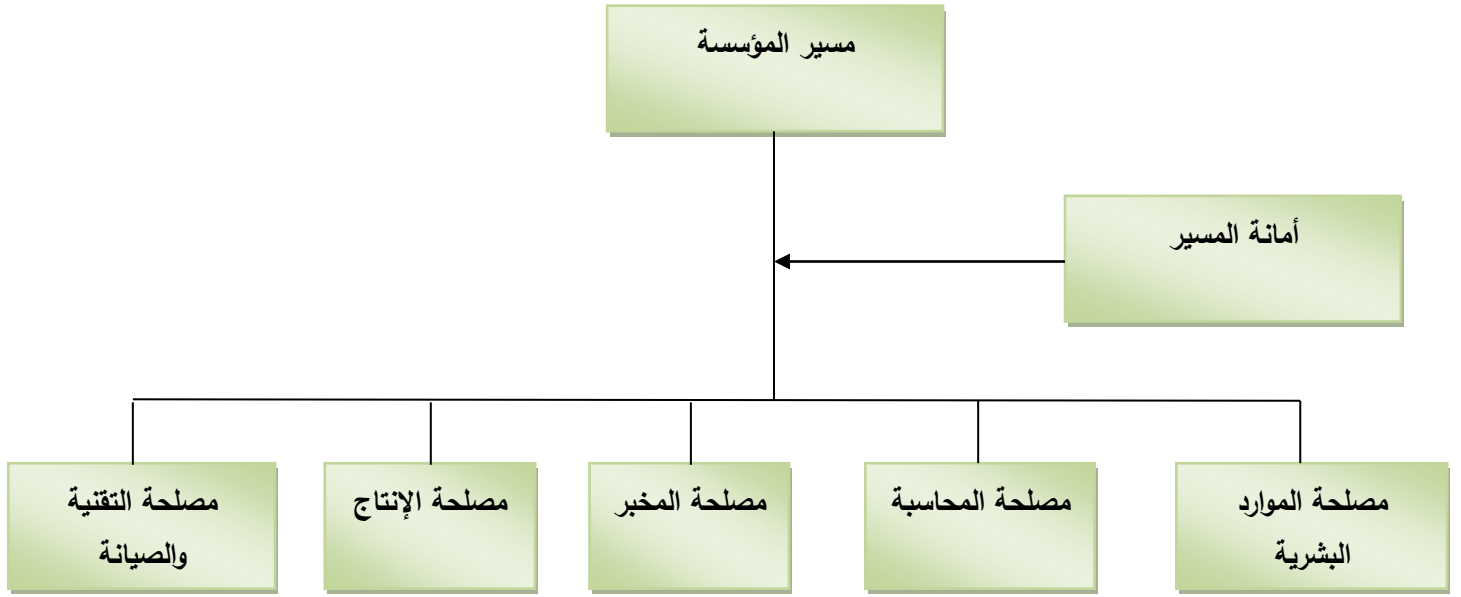 مسير المؤسسة
أمانة المسير
مصلحة الموارد
البشرية
مصلحة المحاسبة
مصلحة المخبر
مصلحة الإنتاج
مصلحة التقنية
والصيانة